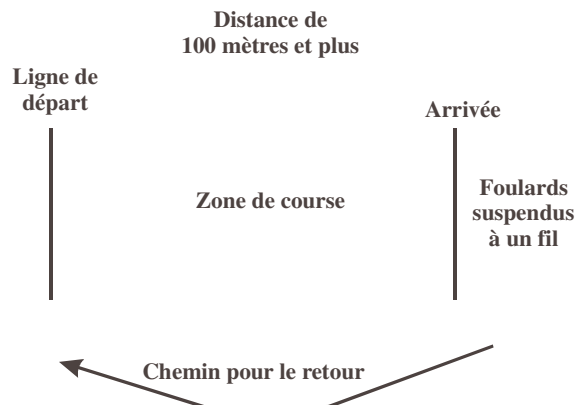 Distance de
100 mètres et plus
Ligne de
départ
Arrivée
Zone de course
Foulards
suspendus
à un fil
Chemin pour le retour